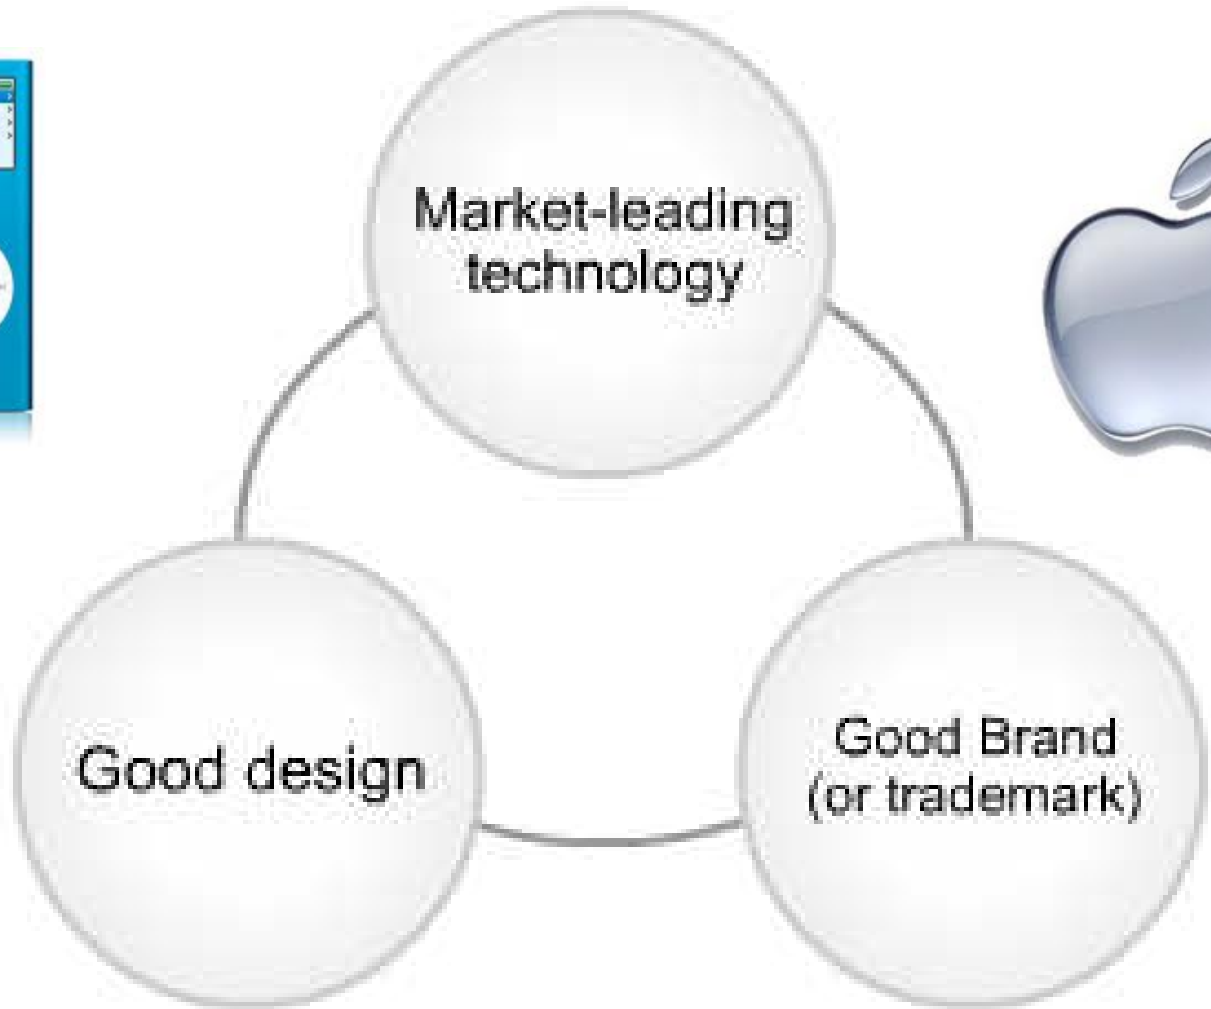 Market-leading
technology
Good design
Good Brand
(or trademark)